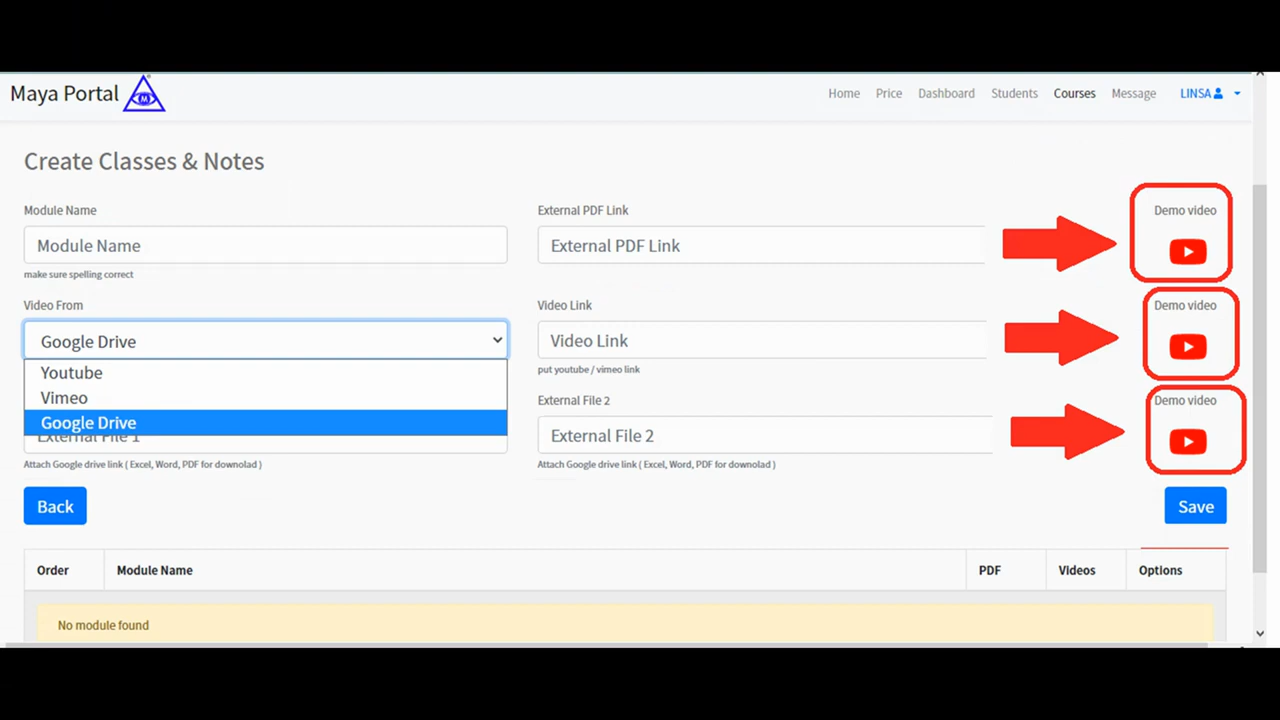 Maya Portal
Home Price Dashboard Students Courses Message LINSA
Create Classes & Notes
Module Name External PDF Link Demo video
Module Name External PDF Link
make sure spelling correct
Video From Video Link Demo video
Google Drive Video Link
put youtube / vimeo link
Youtube
Vimeo
External File 2 Demo video
Google Drive
External File 1 External File 2
Attach Google drive link ( Excel, Word, PDF for downolad ) Attach Google drive link ( Excel, Word, PDF for downolad )
Back Save
Order Module Name PDF Videos Options
No module found